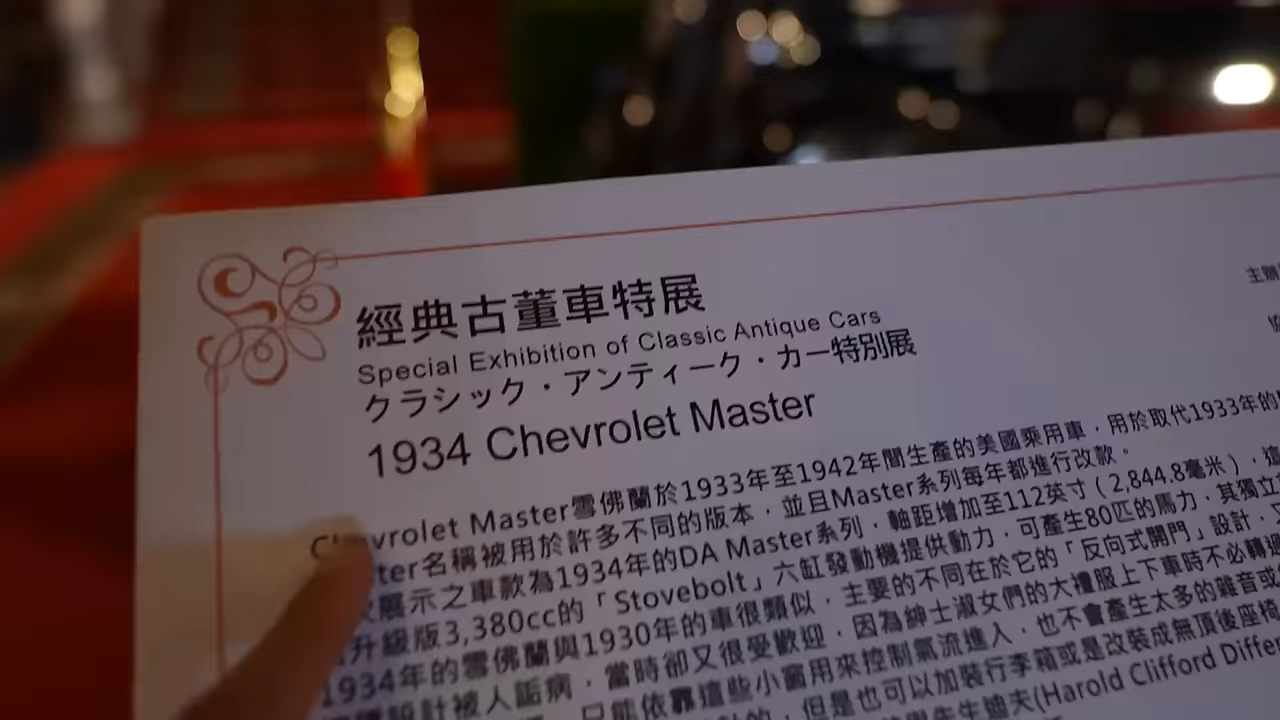 經典古董車特展
Special Exhibition of Classic Antique Cars
クラシック・アンティーク・カー特別展
1934 Chevrolet Master
主辦
vrolet Master雪佛蘭於1933年至1942年間生產的美國乘用車，用於取代1933年的
ter名稱被用於許多不同的版本，並且Master系列每年都進行改款。
展示之車款為1934年的DA Master系列，軸距增加至112英寸（2,844.8毫米），這
升級版3,380cc的「Stovebolt」六缸發動機提供動力，可產生80匹的馬力，其獨立
1934年的雪佛蘭與1930年的車很類似，主要的不同在於它的「反向式開門」設計，
設計被人詬病，當時卻又很受歡迎，因為紳士淑女們的大禮服上下車時不必轉
只能依靠這些小窗用來控制氣流進入，也不會產生太多的雜音或
的，但是也可以加裝行李箱或是改裝成無頂後座
先生迪夫(Harold Clifford Differ